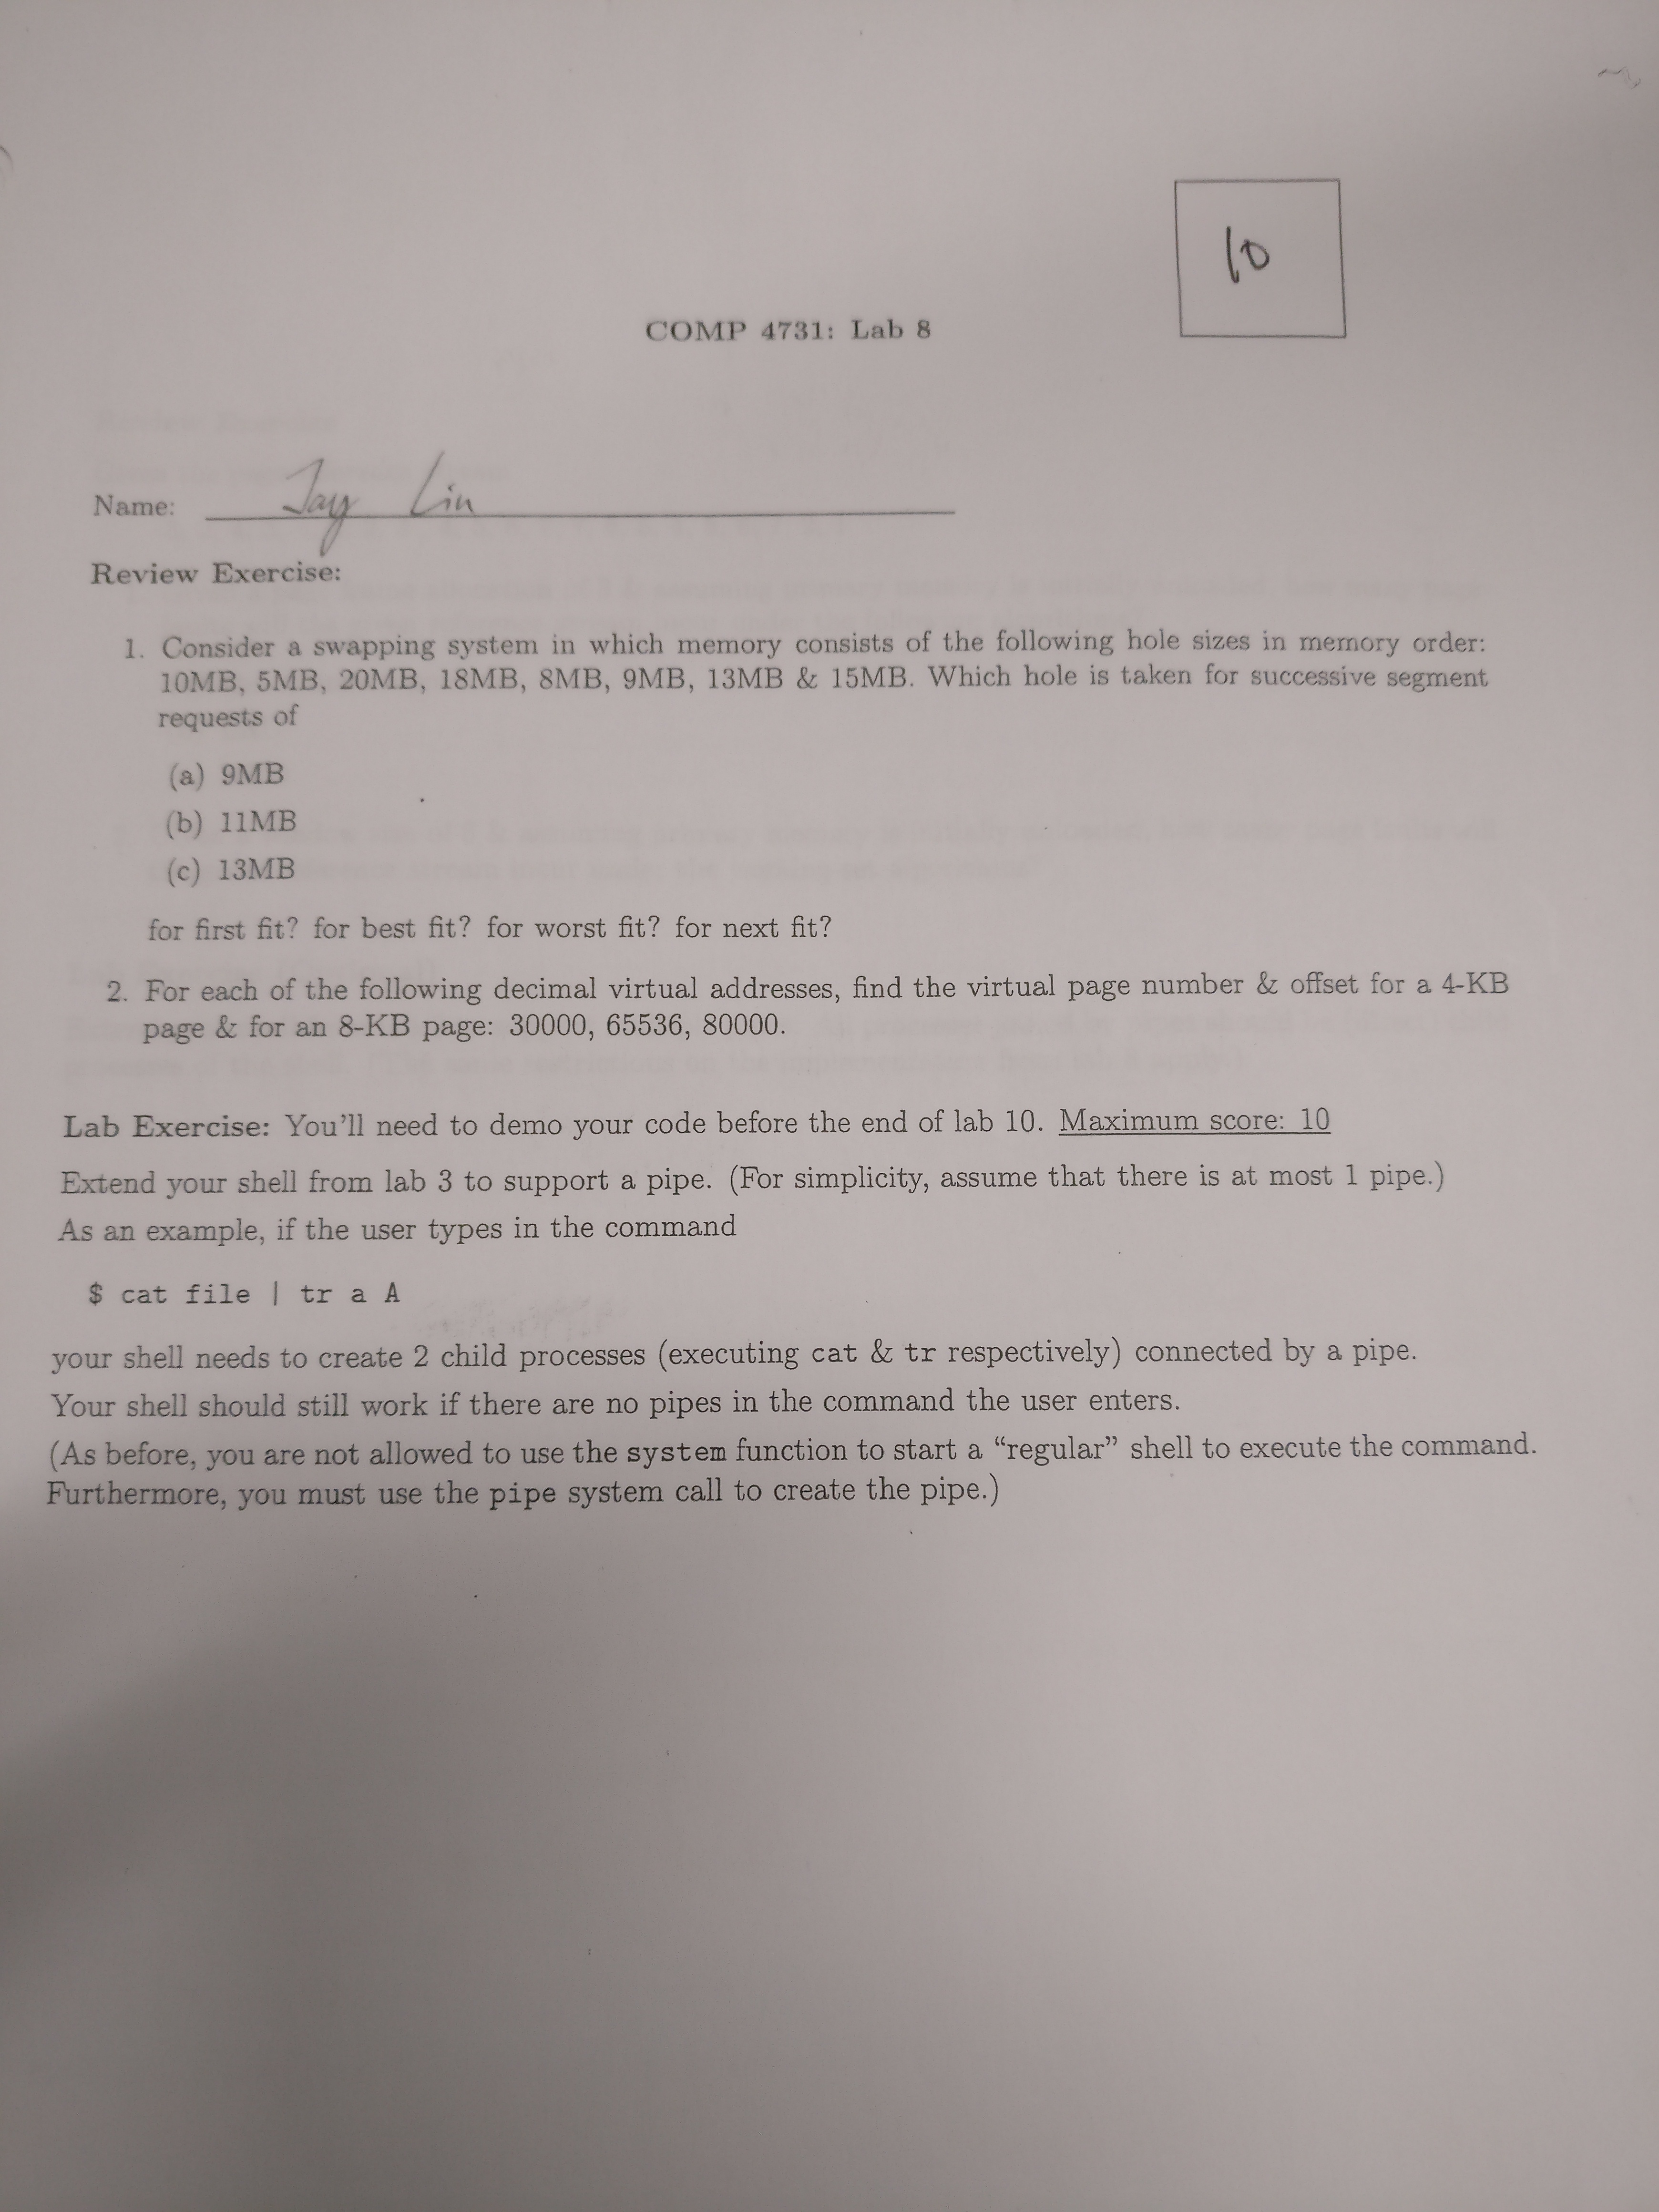 10
COMP 4731: Lab 8
Name: Jay Lin
Review Exercise:
1. Consider a swapping system in which memory consists of the following hole sizes in memory order:
10MB, 5MB, 20MB, 18MB, 8MB, 9MB, 13MB & 15MB. Which hole is taken for successive segment
requests of
(a) 9MB
(b) 11MB
(c) 13MB
for first fit? for best fit? for worst fit? for next fit?
2. For each of the following decimal virtual addresses, find the virtual page number & offset for a 4-KB
page & for an 8-KB page: 30000, 65536, 80000.
Lab Exercise: You'll need to demo your code before the end of lab 10. Maximum score: 10
Extend your shell from lab 3 to support a pipe. (For simplicity, assume that there is at most 1 pipe.)
As an example, if the user types in the command
$ cat file | tr a A
your shell needs to create 2 child processes (executing cat & tr respectively) connected by a pipe.
Your shell should still work if there are no pipes in the command the user enters.
(As before, you are not allowed to use the system function to start a “regular” shell to execute the command.
Furthermore, you must use the pipe system call to create the pipe.)